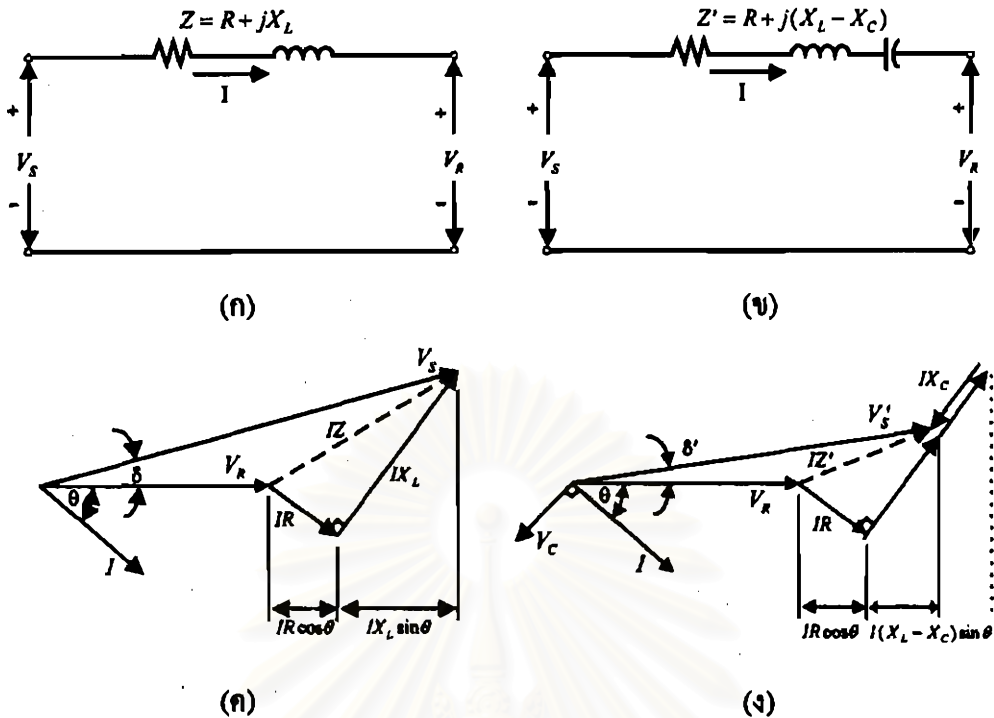 Z = R + jX_L
I
+
V_S
-
+
V_R
-
(ก)
Z' = R + j(X_L – X_C)
I
+
V_S
-
+
V_R
-
(ข)
V_S
IZ
IX_L
V_R
δ
θ
IR
I
IR cosθ
IX_L sinθ
(ค)
IX_C
V_S'
δ'
IZ'
θ
V_R
IR
V_C
I
IR cosθ
I(X_L – X_C) sinθ
(ง)